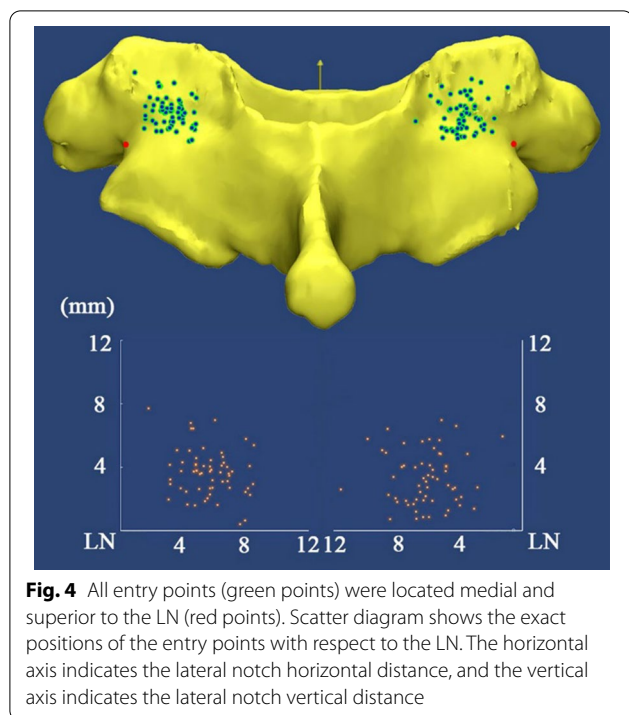 (mm)
12 12
8 8
4 4
LN 4 8 12 12 8 4 LN
Fig. 4 All entry points (green points) were located medial and
superior to the LN (red points). Scatter diagram shows the exact
positions of the entry points with respect to the LN. The horizontal
axis indicates the lateral notch horizontal distance, and the vertical
axis indicates the lateral notch vertical distance